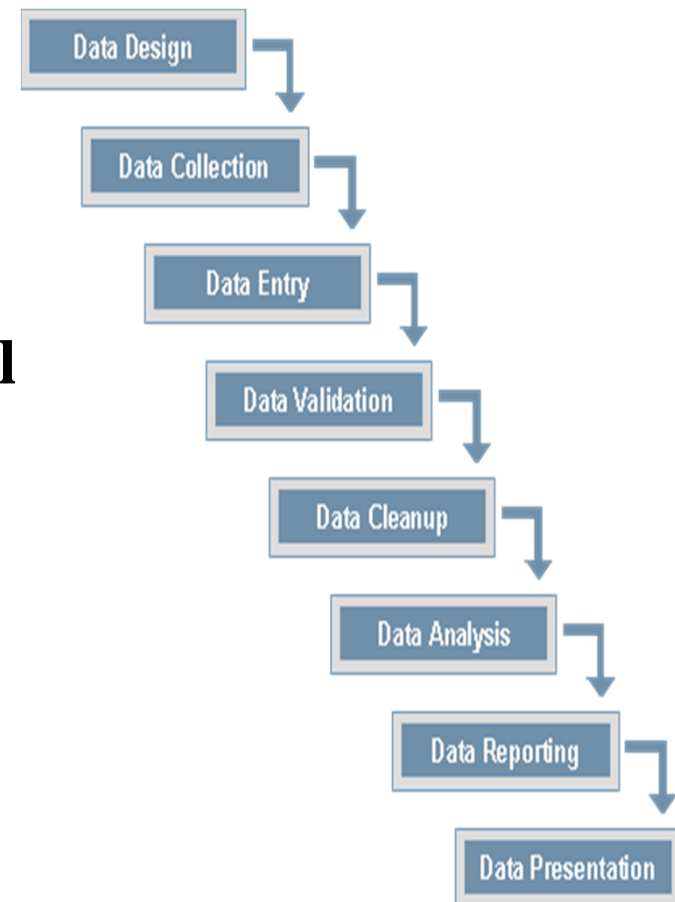 Data Design
Data Collection
Data Entry
l
Data Validation
Data Cleanup
Data Analysis
Data Reporting
Data Presentation